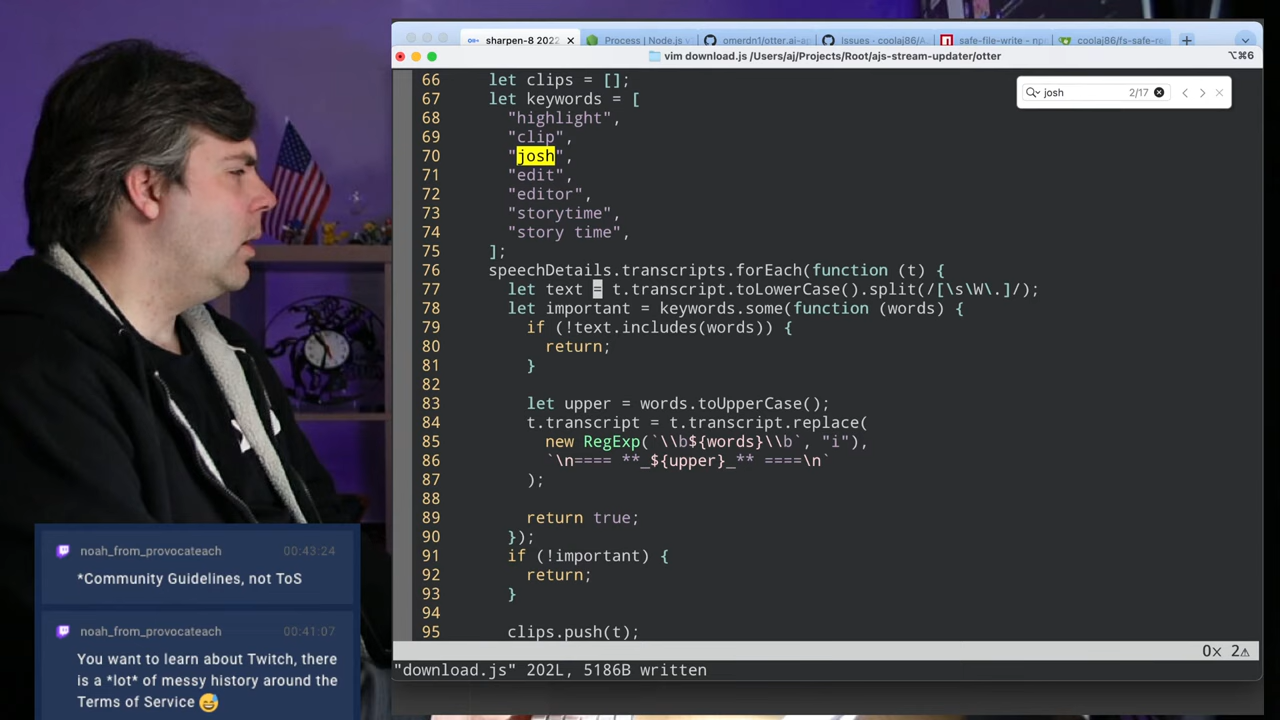 sharpen-8 2022
Process | Node.js
omerdn1/otter.ai-a
Issues · coolaj86/A
safe-file-write - np
coolaj86/fs-safe-re
vim download.js /Users/aj/Projects/Root/ajs-stream-updater/otter
⌥⌘6
josh 2/17
66 let clips = [];
67 let keywords = [
68 "highlight",
69 "clip",
70 "josh",
71 "edit",
72 "editor",
73 "storytime",
74 "story time",
75 ];
76 speechDetails.transcripts.forEach(function (t) {
77 let text = t.transcript.toLowerCase().split(/[\s\W\.]/);
78 let important = keywords.some(function (words) {
79 if (!text.includes(words)) {
80 return;
81 }
82
83 let upper = words.toUpperCase();
84 t.transcript = t.transcript.replace(
85 new RegExp(`\\b${words}\\b`, "i"),
86 `\n==== **_${upper}_** ====\n`
87 );
88
89 return true;
90 });
91 if (!important) {
92 return;
93 }
94
95 clips.push(t);
0× 2⚠
"download.js" 202L, 5186B written
noah_from_provocateach 00:43:24
*Community Guidelines, not ToS
noah_from_provocateach 00:41:07
You want to learn about Twitch, there
is a *lot* of messy history around the
Terms of Service 😅